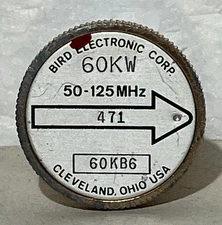 BIRD ELECTRONIC CORP.
60KW
50-125MHz
471
60KB6
CLEVELAND, OHIO USA